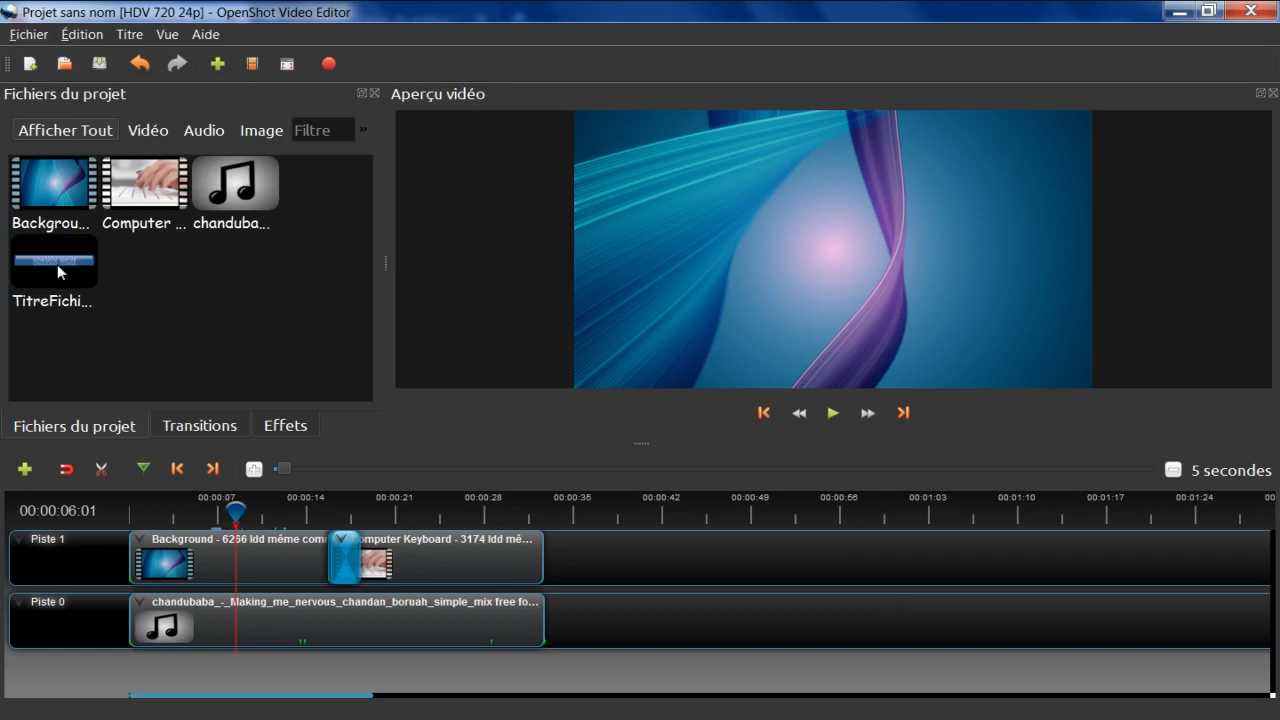 Projet sans nom [HDV 720 24p] - OpenShot Video Editor
Fichier Édition Titre Vue Aide
Fichiers du projet
Aperçu vidéo
Afficher Tout Vidéo Audio Image Filtre »
Backgrou... Computer ... chanduba...
TitreFichi...
Fichiers du projet Transitions Effets
5 secondes
00:00:06:01
00:00:07 00:00:14 00:00:21 00:00:28 00:00:35 00:00:42 00:00:49 00:00:56 00:01:03 00:01:10 00:01:17 00:01:24 00
Piste 1
Background - 6266 ldd même com
omputer Keyboard - 3174 ldd mê...
Piste 0
chandubaba_-_Making_me_nervous_chandan_boruah_simple_mix free fo...